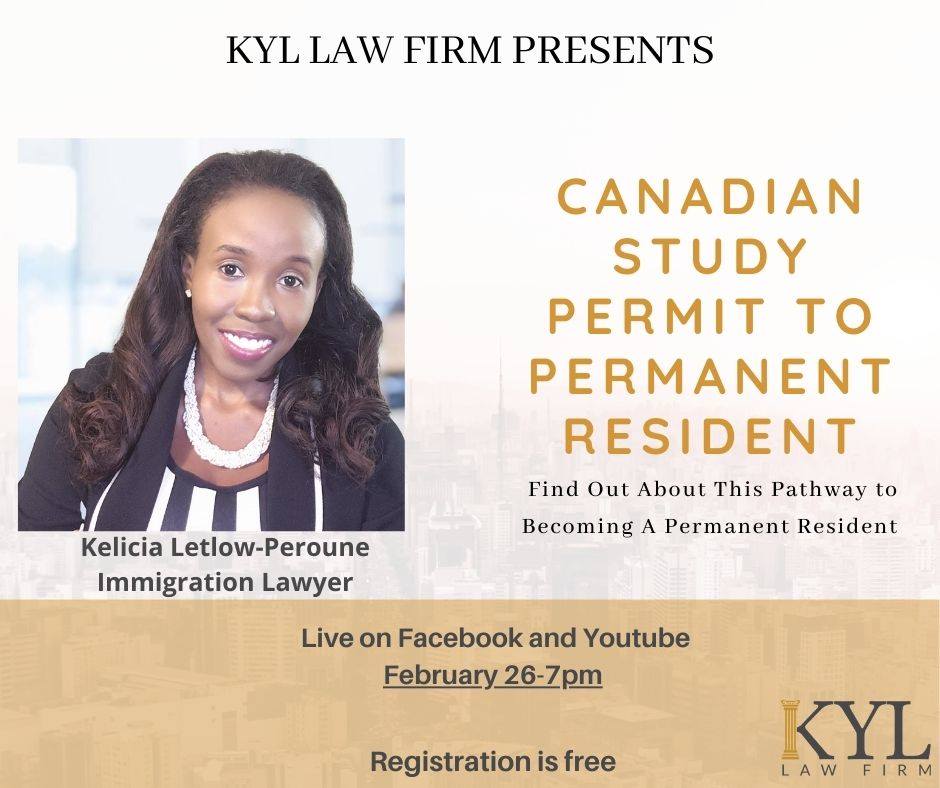 KYL LAW FIRM PRESENTS
CANADIAN
STUDY
PERMIT TO
PERMANENT
RESIDENT
Find Out About This Pathway to
Becoming A Permanent Resident
Kelicia Letlow-Peroune
Immigration Lawyer
Live on Facebook and Youtube
February 26-7pm
Registration is free
KYL
LAW FIRM